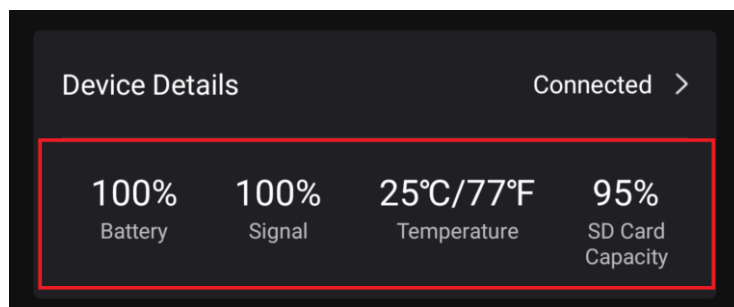 Device Details Connected >
100% 100% 25℃/77℉ 95%
Battery Signal Temperature SD Card
Capacity